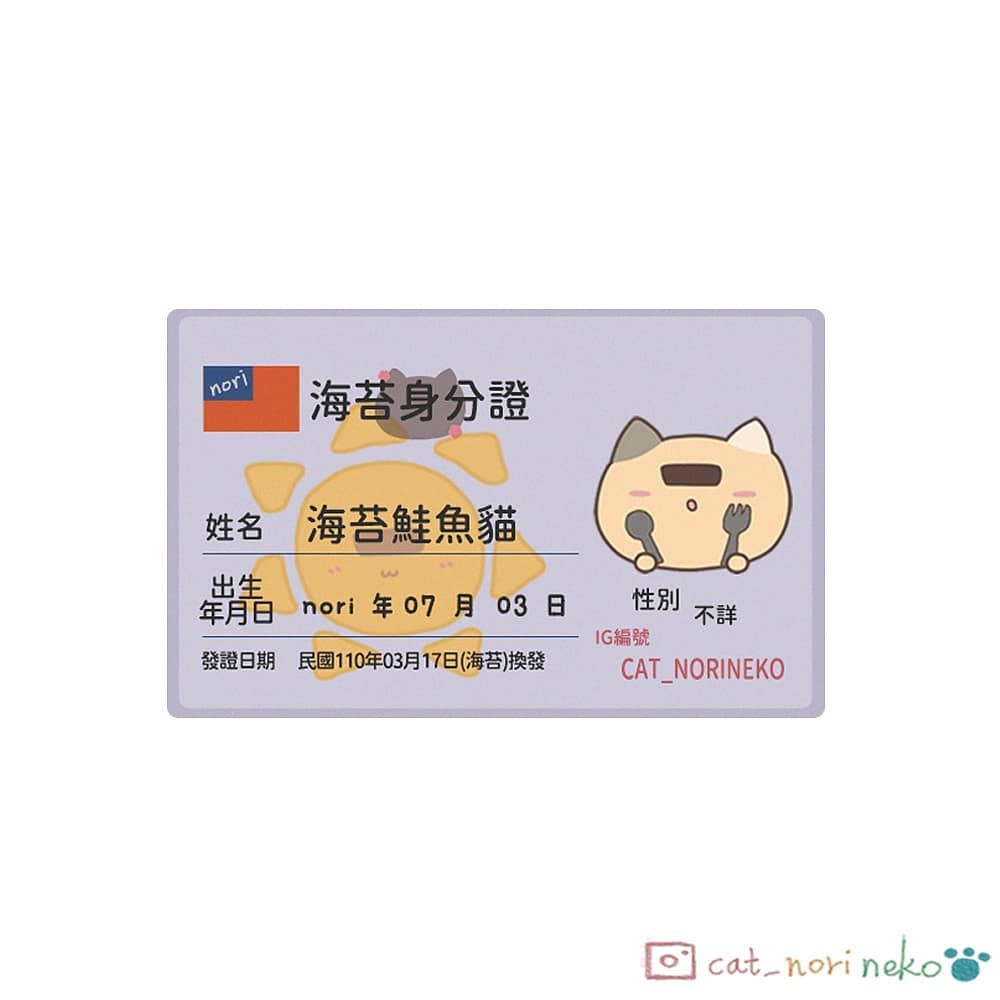 nori
海苔身分證
姓名 海苔鮭魚貓
出生
年月日 nori 年 07 月 03 日
性別 不詳
發證日期 民國110年03月17日(海苔)換發
IG編號
CAT_NORINEKO
cat_nori neko